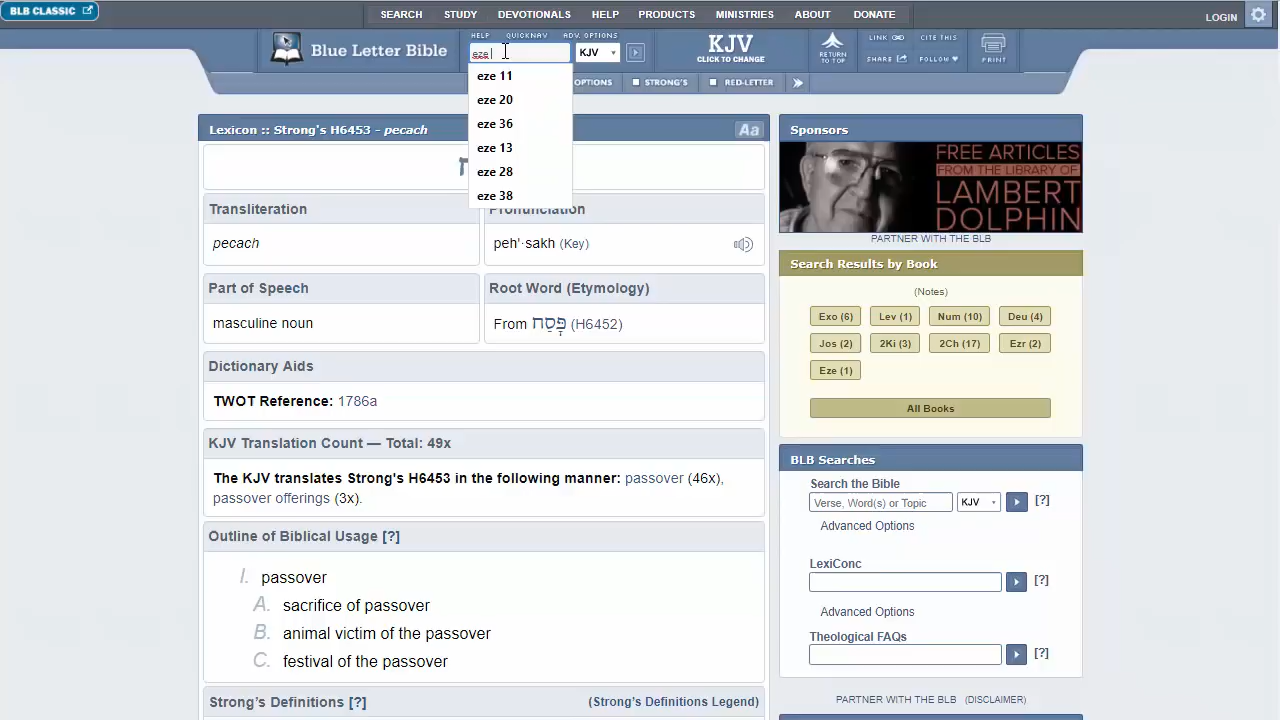 BLB CLASSIC
SEARCH STUDY DEVOTIONALS HELP PRODUCTS MINISTRIES ABOUT DONATE
LOGIN
Blue Letter Bible
HELP QUICKNAV ADV. OPTIONS
eze
KJV
KJV
CLICK TO CHANGE
RETURN
TO TOP
LINK CITE THIS
SHARE FOLLOW
PRINT
OPTIONS STRONG'S RED-LETTER
eze 11
eze 20
eze 36
eze 13
eze 28
eze 38
Lexicon :: Strong's H6453 - pecach
Aa
Transliteration
pecach
Pronunciation
peh'·sakh (Key)
Part of Speech
masculine noun
Root Word (Etymology)
From פָּסַח (H6452)
Dictionary Aids
TWOT Reference: 1786a
KJV Translation Count — Total: 49x
The KJV translates Strong's H6453 in the following manner: passover (46x),
passover offerings (3x).
Outline of Biblical Usage [?]
I. passover
A. sacrifice of passover
B. animal victim of the passover
C. festival of the passover
Strong's Definitions [?] (Strong's Definitions Legend)
Sponsors
FREE ARTICLES
FROM THE LIBRARY OF
LAMBERT
DOLPHIN
PARTNER WITH THE BLB
Search Results by Book
(Notes)
Exo (6) Lev (1) Num (10) Deu (4)
Jos (2) 2Ki (3) 2Ch (17) Ezr (2)
Eze (1)
All Books
BLB Searches
Search the Bible
Verse, Word(s) or Topic KJV [?]
Advanced Options
LexiConc
[?]
Advanced Options
Theological FAQs
[?]
PARTNER WITH THE BLB (DISCLAIMER)